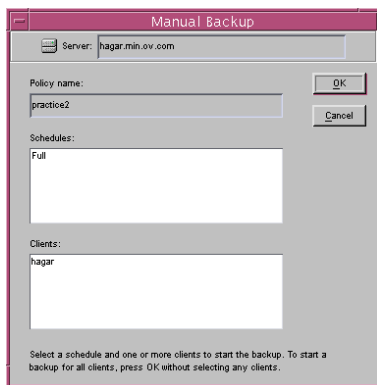 Manual Backup
Server: hagar.min.ov.com
Policy name:
OK
practice2
Cancel
Schedules:
Full
Clients:
hagar
Select a schedule and one or more clients to start the backup. To start a
backup for all clients, press OK without selecting any clients.